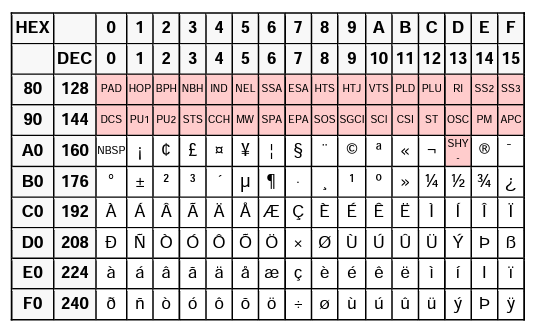 HEX 0 1 2 3 4 5 6 7 8 9 A B C D E F
DEC 0 1 2 3 4 5 6 7 8 9 10 11 12 13 14 15
80 128 PAD HOP BPH NBH IND NEL SSA ESA HTS HTJ VTS PLD PLU RI SS2 SS3
90 144 DCS PU1 PU2 STS CCH MW SPA EPA SOS SGCI SCI CSI ST OSC PM APC
A0 160 NBSP ¡ ¢ £ ¤ ¥ ¦ § ¨ © ª « ¬ SHY - ® ¯
B0 176 ° ± ² ³ ´ µ ¶ · ¸ ¹ º » ¼ ½ ¾ ¿
C0 192 À Á Â Ã Ä Å Æ Ç È É Ê Ë Ì Í Î Ï
D0 208 Đ Ñ Ò Ó Ô Õ Ö × Ø Ù Ú Û Ü Ý Þ ß
E0 224 à á â ã ä å æ ç è é ê ë ì í î ï
F0 240 ð ñ ò ó ô õ ö ÷ ø ù ú û ü ý Þ ÿ